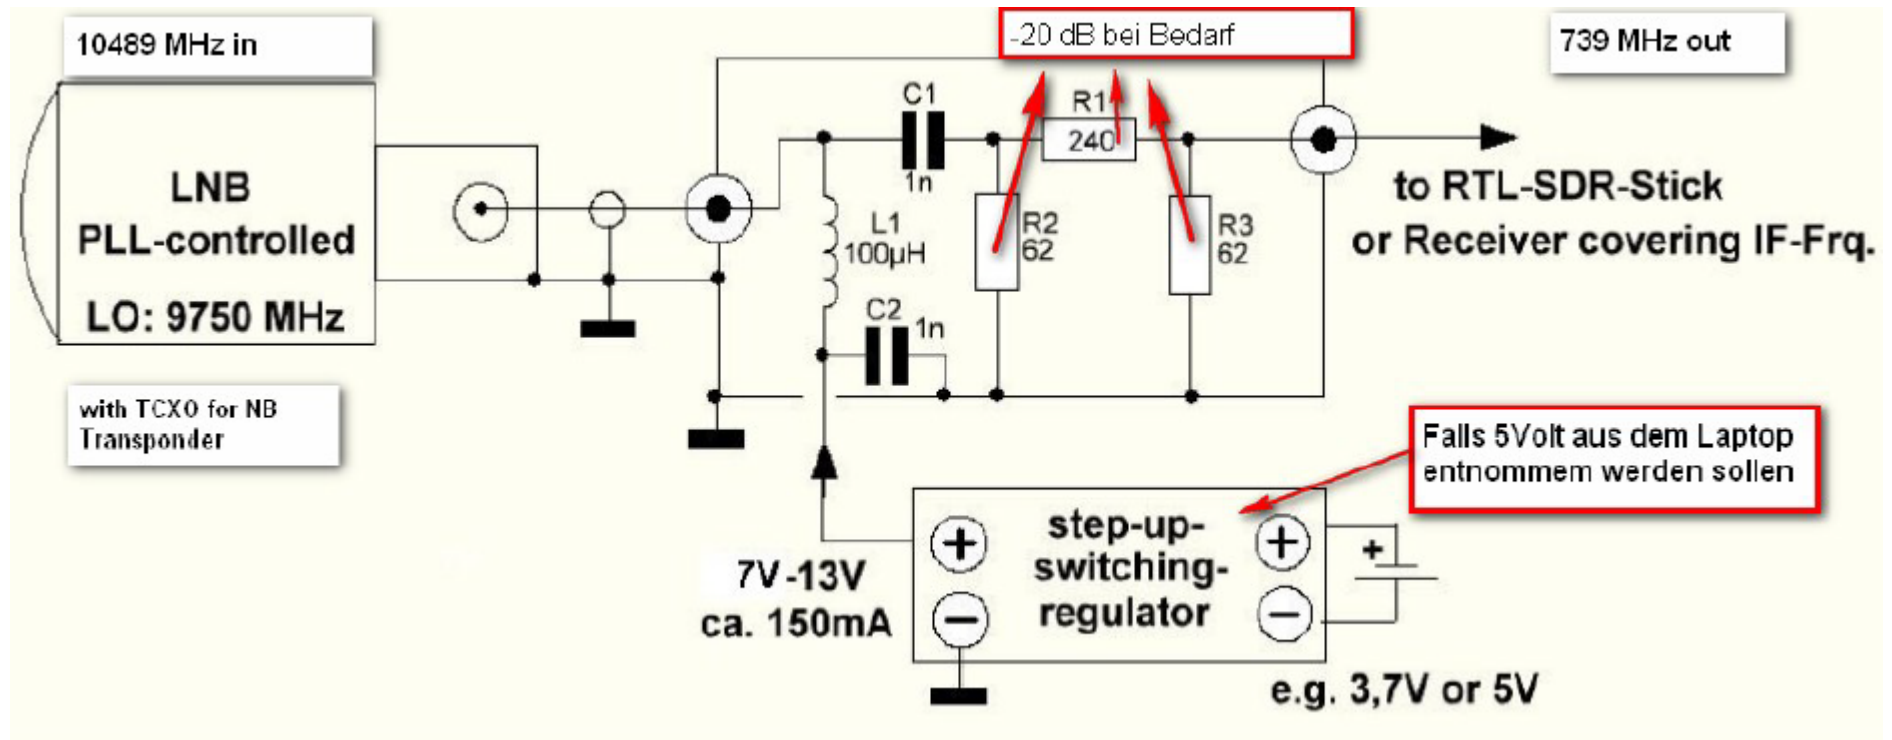 10489 MHz in
-20 dB bei Bedarf
739 MHz out
C1
1n
R1
240
LNB
PLL-controlled
LO: 9750 MHz
L1
100µH
R2
62
R3
62
to RTL-SDR-Stick
or Receiver covering IF-Frq.
C2
1n
with TCXO for NB
Transponder
Falls 5Volt aus dem Laptop
entnommem werden sollen
7V-13V
ca. 150mA
+
−
step-up-
switching-
regulator
+
−
+
e.g. 3,7V or 5V